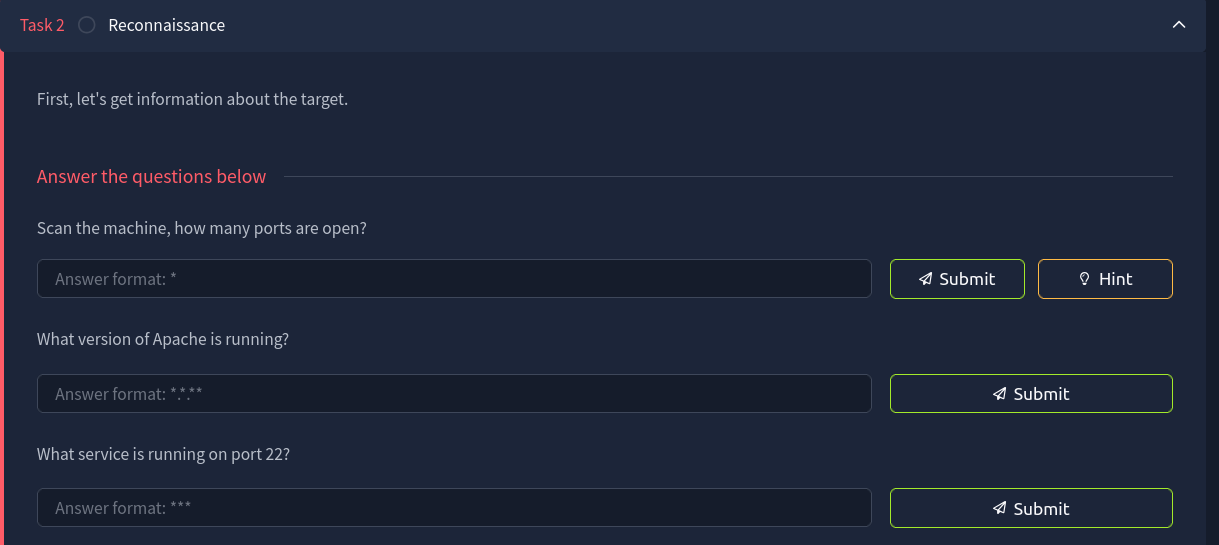 Task 2 Reconnaissance
First, let's get information about the target.
Answer the questions below
Scan the machine, how many ports are open?
Answer format: * Submit Hint
What version of Apache is running?
Answer format: *.*.** Submit
What service is running on port 22?
Answer format: *** Submit